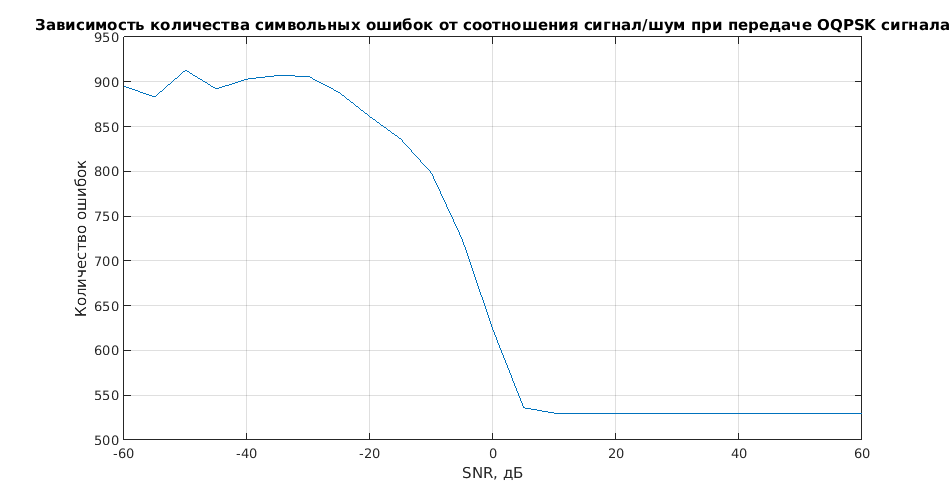 Зависимость количества символьных ошибок от соотношения сигнал/шум при передаче OQPSK сигнала
950
900
850
800
750
700
650
600
550
500
Количество ошибок
-60 -40 -20 0 20 40 60
SNR, дБ